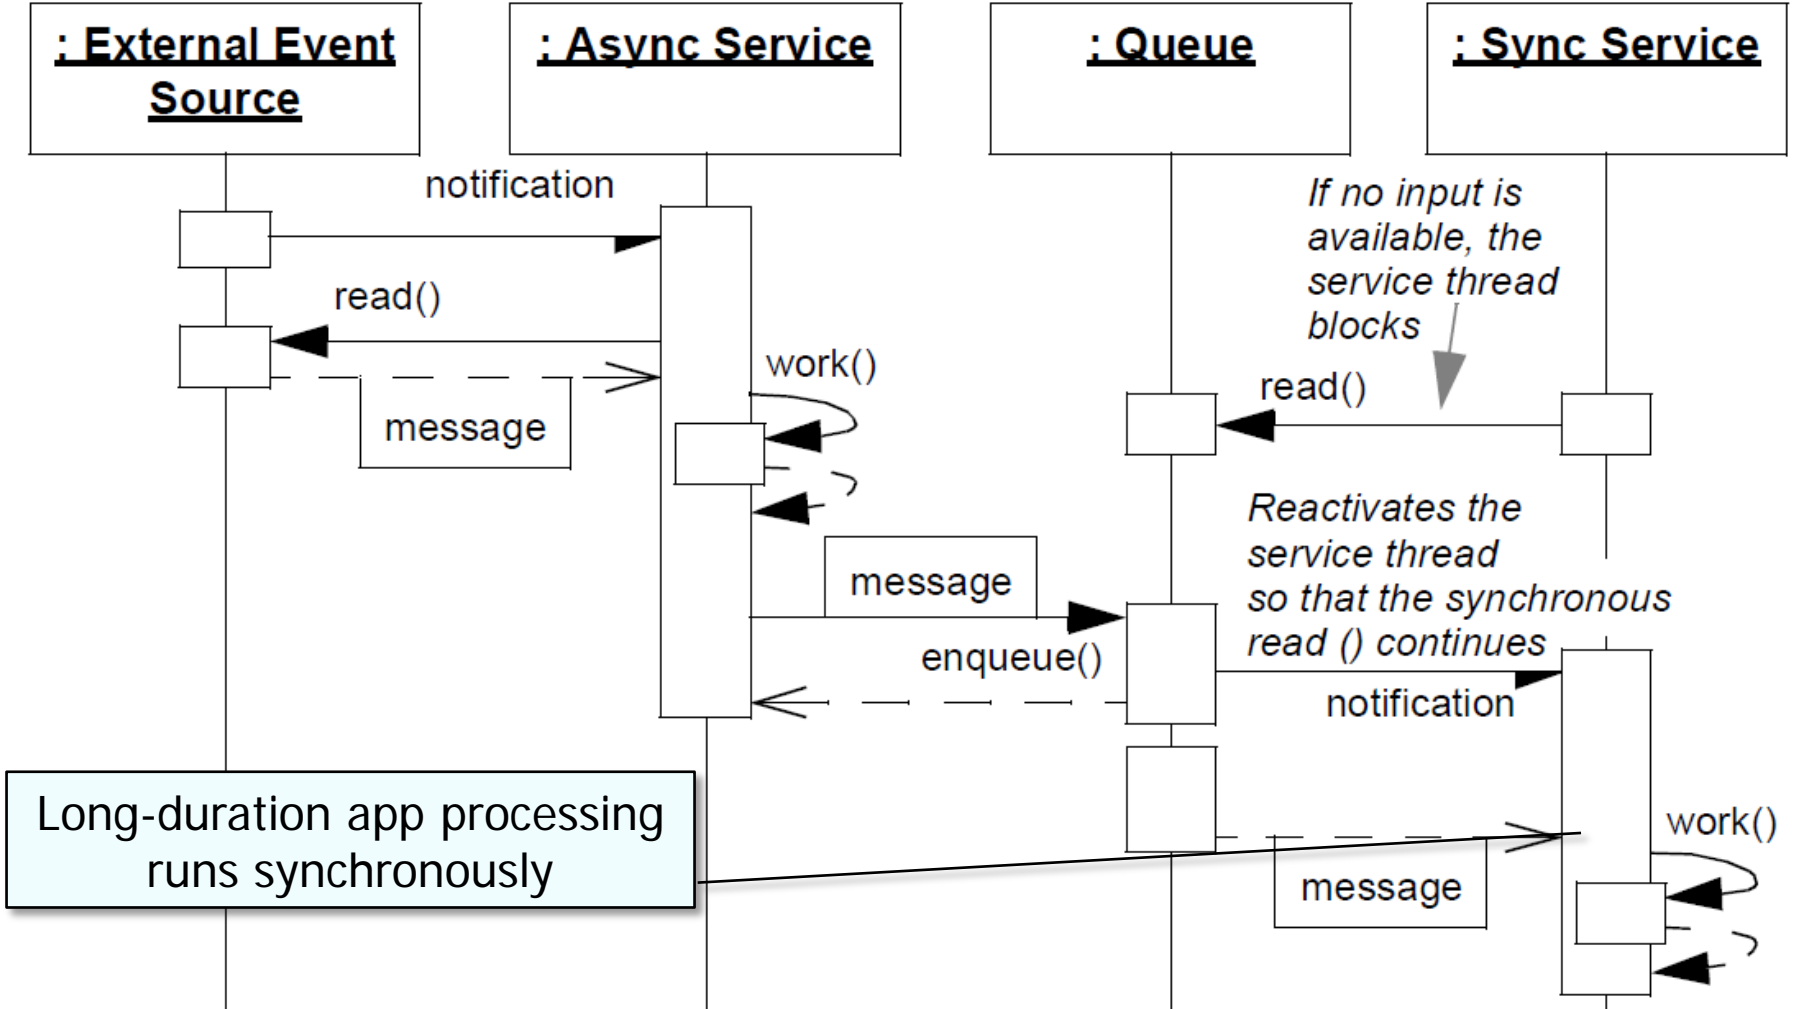 : External Event
Source
: Async Service
: Queue
: Sync Service
notification
If no input is
available, the
service thread
blocks
read()
work()
read()
message
Reactivates the
service thread
so that the synchronous
read () continues
message
enqueue()
notification
Long-duration app processing
runs synchronously
work()
message